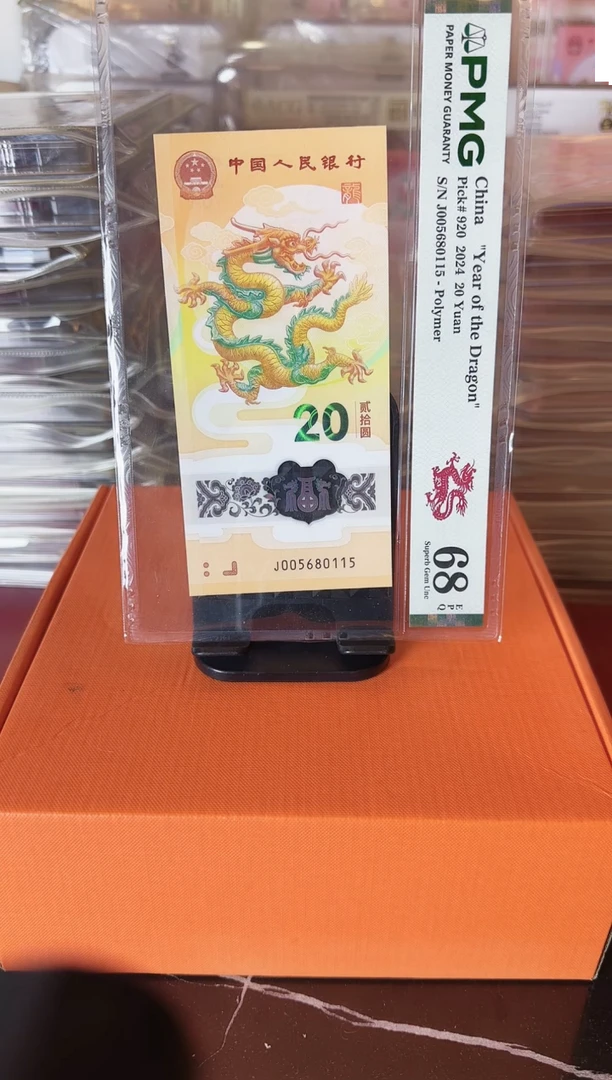 中国人民银行
20
贰拾圆
J005680115
PMG
PAPER MONEY GUARANTY
China "Year of the Dragon"
Pick# 920 2024 20 Yuan
S/N J005680115 - Polymer
68
EPQ
Superb Gem Unc